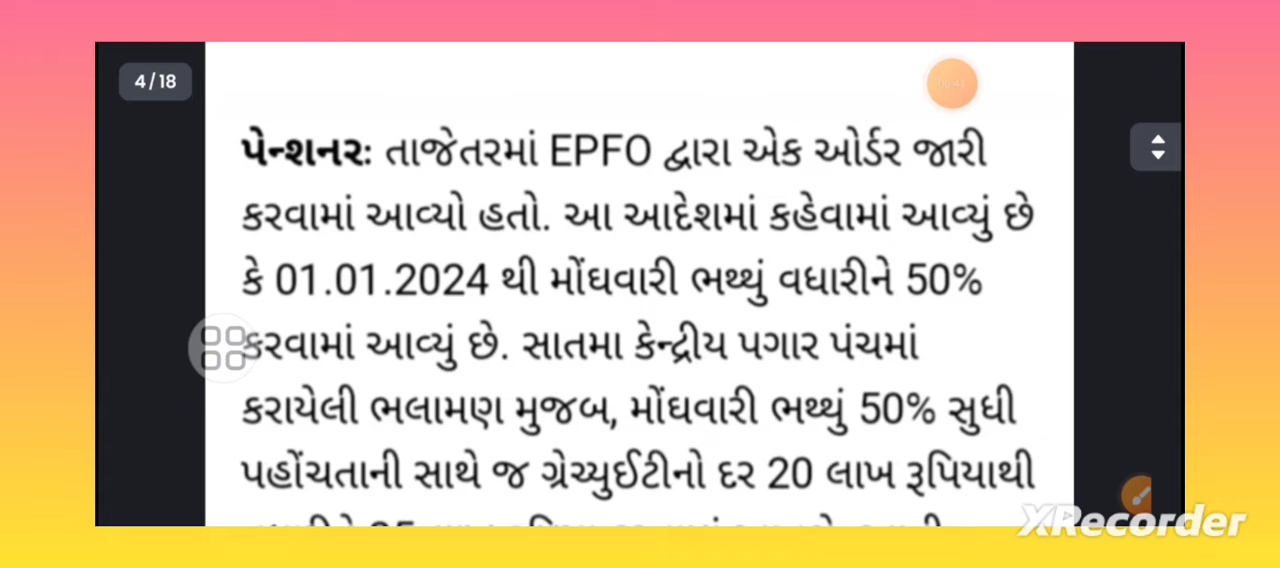 4/18
પેન્શનર: તાજેતરમાં EPFO દ્વારા એક ઓર્ડર જારી
કરવામાં આવ્યો હતો. આ આદેશમાં કહેવામાં આવ્યું છે
કે 01.01.2024 થી મોંઘવારી ભથ્થું વધારીને 50%
કરવામાં આવ્યું છે. સાતમા કેન્દ્રીય પગાર પંચમાં
કરાયેલી ભલામણ મુજબ, મોંઘવારી ભથ્થું 50% સુધી
પહોંચતાની સાથે જ ગ્રેચ્યુઈટીનો દર 20 લાખ રૂપિયાથી
XRecorder